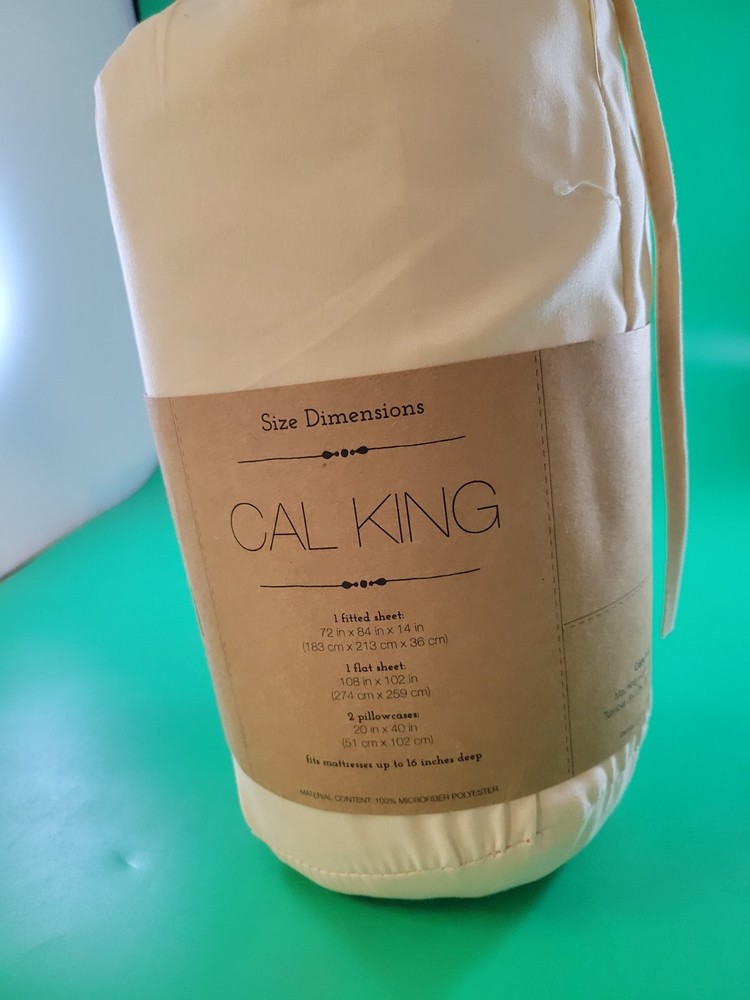 Size Dimensions
CAL KING
1 fitted sheet:
72 in x 84 in x 14 in
(183 cm x 213 cm x 36 cm)
1 flat sheet:
108 in x 102 in
(274 cm x 259 cm)
2 pillowcases:
20 in x 40 in
(51 cm x 102 cm)
fits mattresses up to 16 inches deep
MATERIAL CONTENT: 100% MICROFIBER POLYESTER